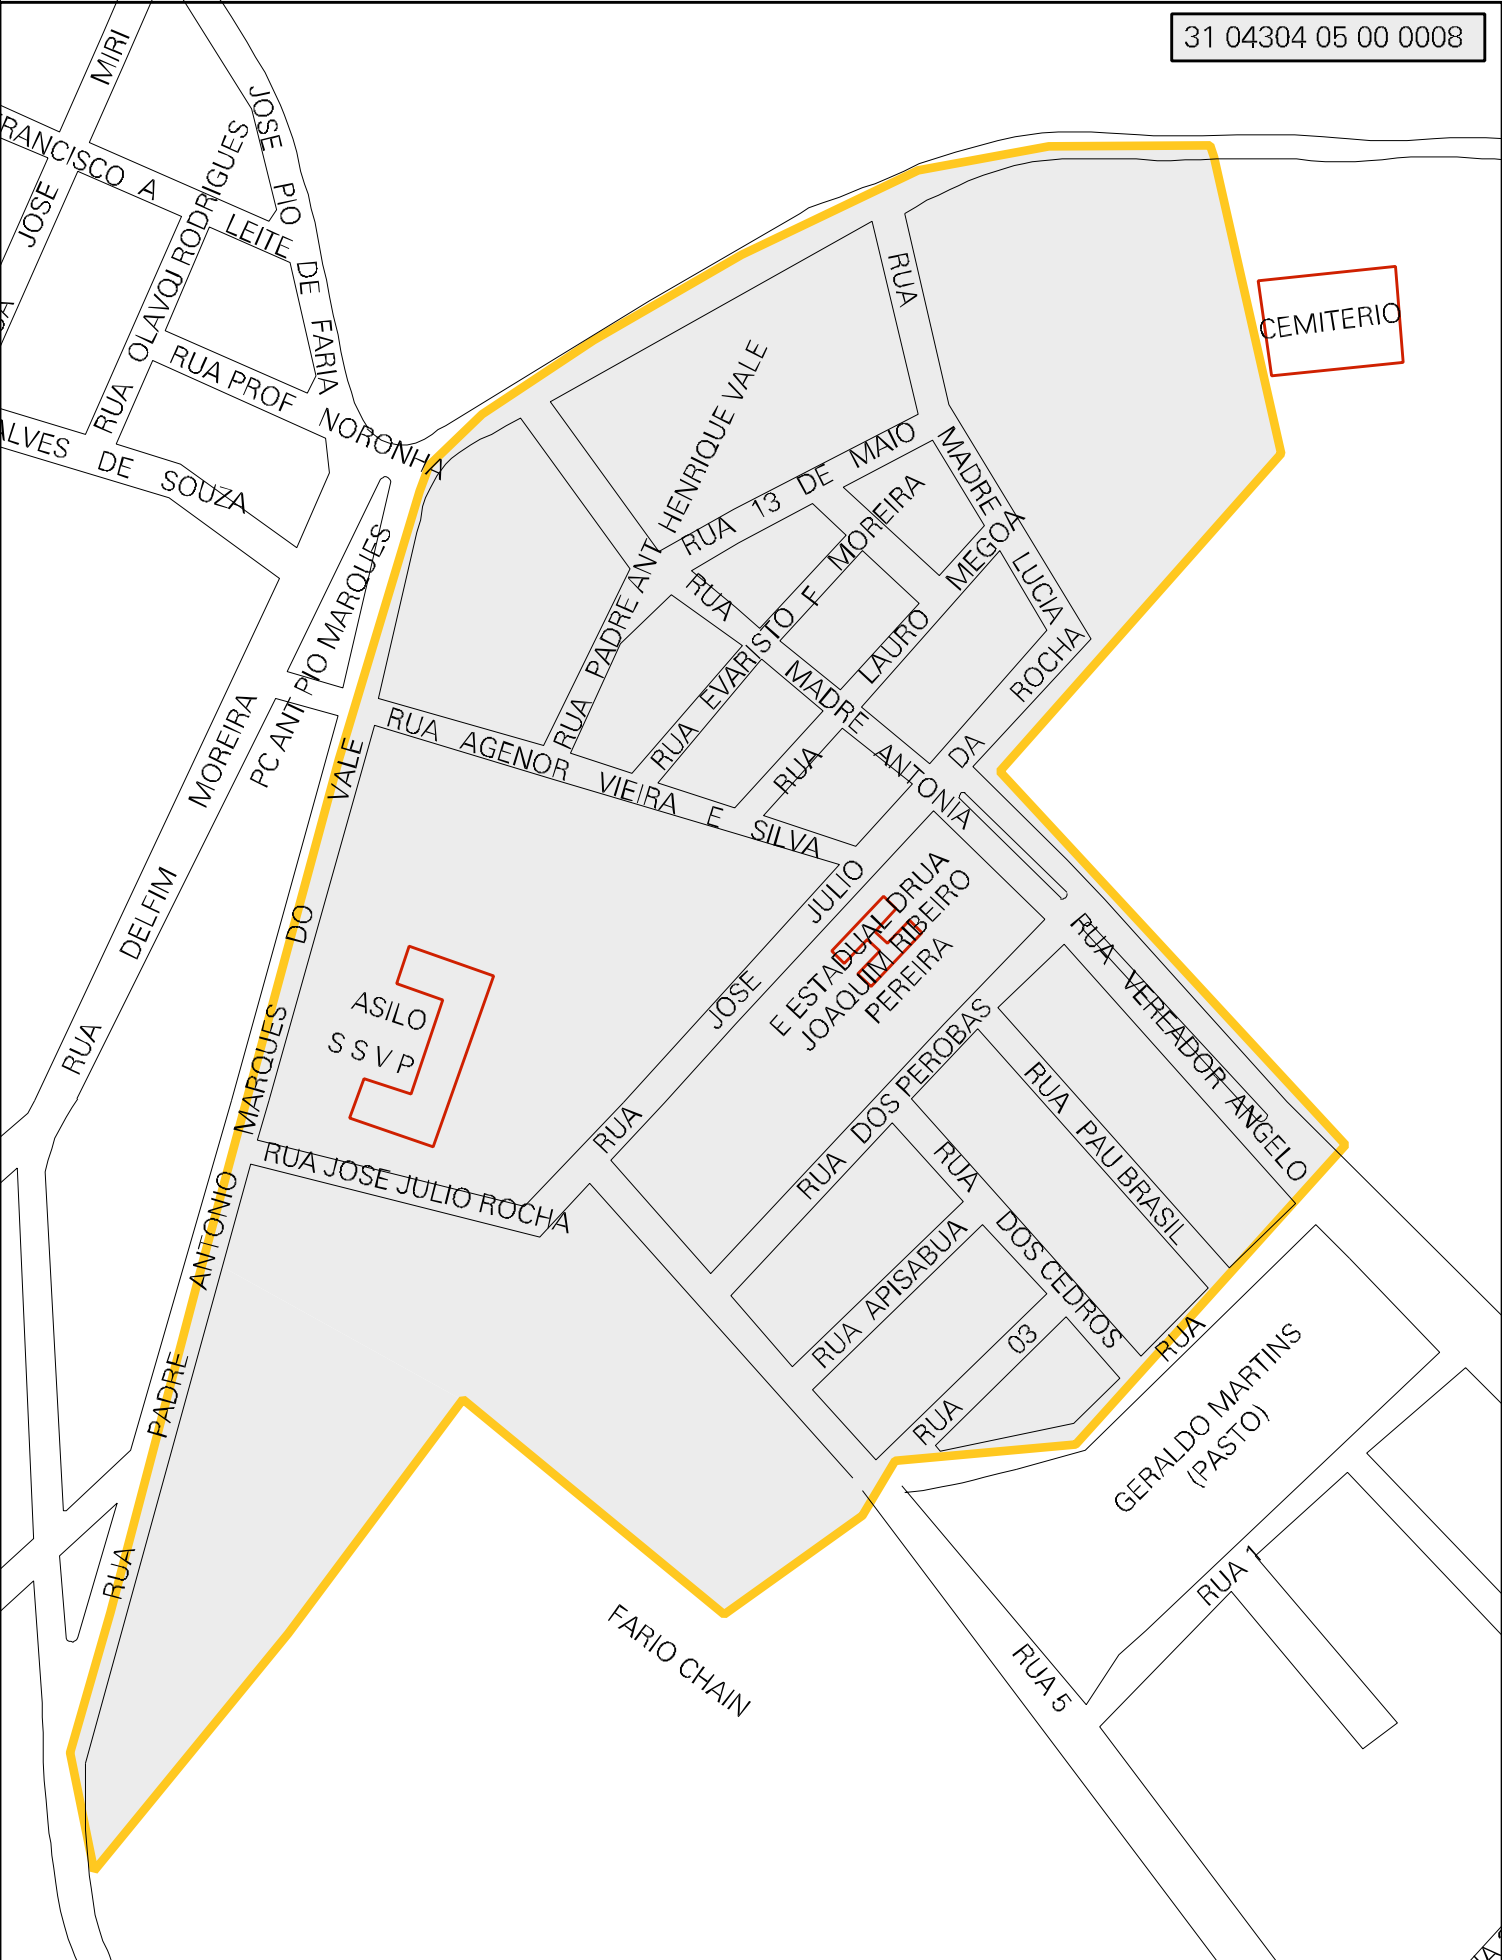 31 04304 05 00 0008
MIRI
JOSE
RANCISCO A LEITE
JOSE PIO DE FARIA
RUA OLAVO RODRIGUES
RUA PROF NORONHA
ALVES DE SOUZA
PC ANT PIO MARQUES
RUA DELFIM MOREIRA
CEMITERIO
RUA MADRE LUCIA DA ROCHA
RUA PADRE ANT HENRIQUE VALE
RUA 13 DE MAIO
RUA EVARISTO F MOREIRA
RUA LAURO MEGOA
RUA MADRE ANTONIA
RUA AGENOR VIEIRA E SILVA
RUA PADRE ANTONIO MARQUES DO VALE
ASILO
S S V P
RUA JOSE JULIO
RUA JOSE JULIO ROCHA
E ESTADUAL DRUA
JOAQUIM RIBEIRO
PEREIRA
RUA VEREADOR ANGELO
RUA DOS PEROBAS
RUA PAU BRASIL
RUA DOS CEDROS
RUA APISABUA
RUA 03
RUA
GERALDO MARTINS
(PASTO)
RUA 1
RUA 5
FARIO CHAIN